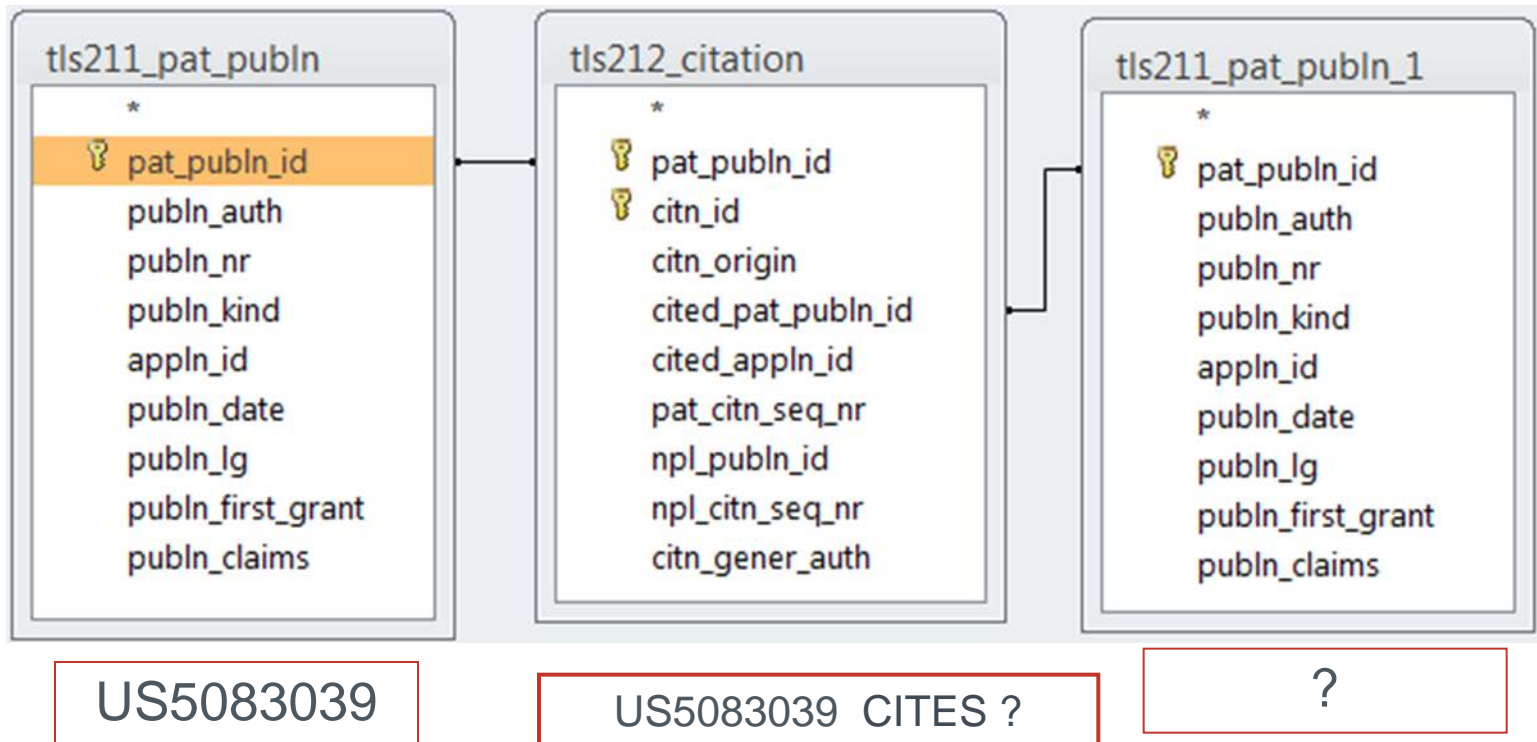 tls211_pat_publn
*
pat_publn_id
publn_auth
publn_nr
publn_kind
appln_id
publn_date
publn_lg
publn_first_grant
publn_claims
tls212_citation
*
pat_publn_id
citn_id
citn_origin
cited_pat_publn_id
cited_appln_id
pat_citn_seq_nr
npl_publn_id
npl_citn_seq_nr
citn_gener_auth
tls211_pat_publn_1
*
pat_publn_id
publn_auth
publn_nr
publn_kind
appln_id
publn_date
publn_lg
publn_first_grant
publn_claims
US5083039
US5083039 CITES ?
?